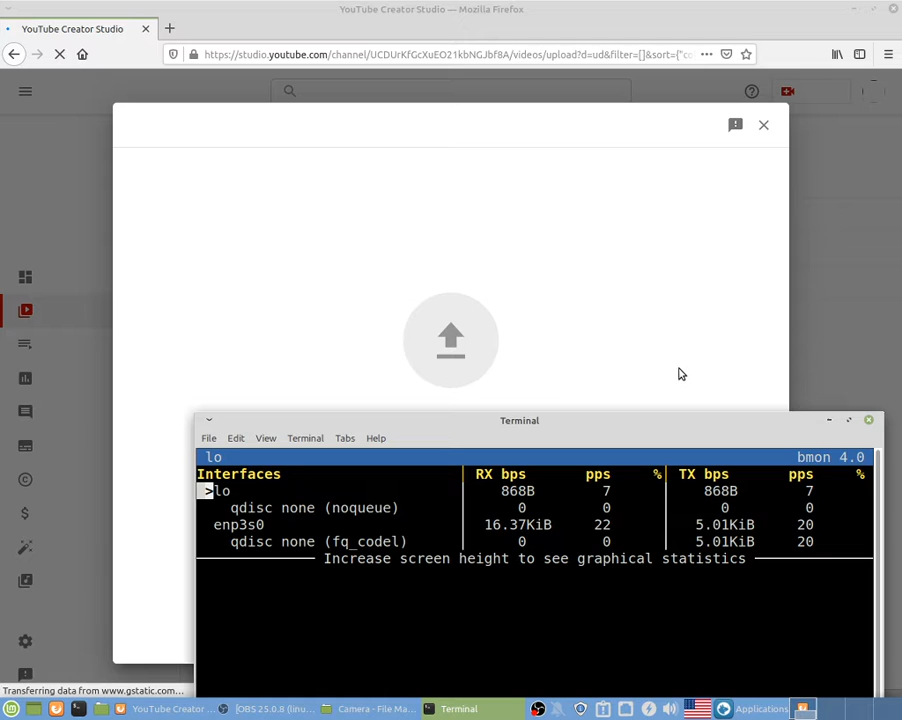 YouTube Creator Studio — Mozilla Firefox
YouTube Creator Studio
https://studio.youtube.com/channel/UCDUrKfGcXuEO21kbNGJbf8A/videos/upload?d=ud&filter=[]&sort={"co
Terminal
File Edit View Terminal Tabs Help
lo bmon 4.0
Interfaces RX bps pps % TX bps pps %
>lo 868B 7 868B 7
qdisc none (noqueue) 0 0 0 0
enp3s0 16.37KiB 22 5.01KiB 20
qdisc none (fq_codel) 0 0 5.01KiB 20
Increase screen height to see graphical statistics
Transferring data from www.gstatic.com…
YouTube Creator ... [OBS 25.0.8 (linu... Camera - File Ma... Terminal Applications